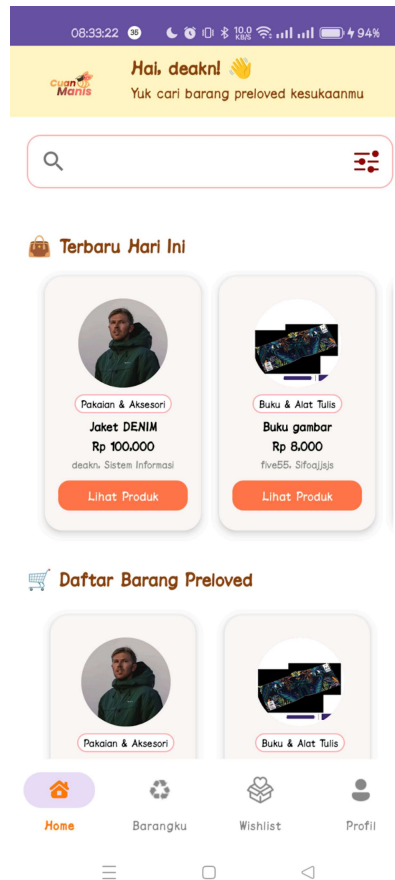 08:33:22 35 10.0 KB/S 94%
Cuan Manis
Hai, deakn! 👋
Yuk cari barang preloved kesukaanmu
👜 Terbaru Hari Ini
Pakaian & Aksesori
Jaket DENIM
Rp 100.000
deakn, Sistem Informasi
Lihat Produk
Buku & Alat Tulis
Buku gambar
Rp 8.000
five55, Sifoajjsjs
Lihat Produk
🛒 Daftar Barang Preloved
Pakaian & Aksesori
Buku & Alat Tulis
Home Barangku Wishlist Profil